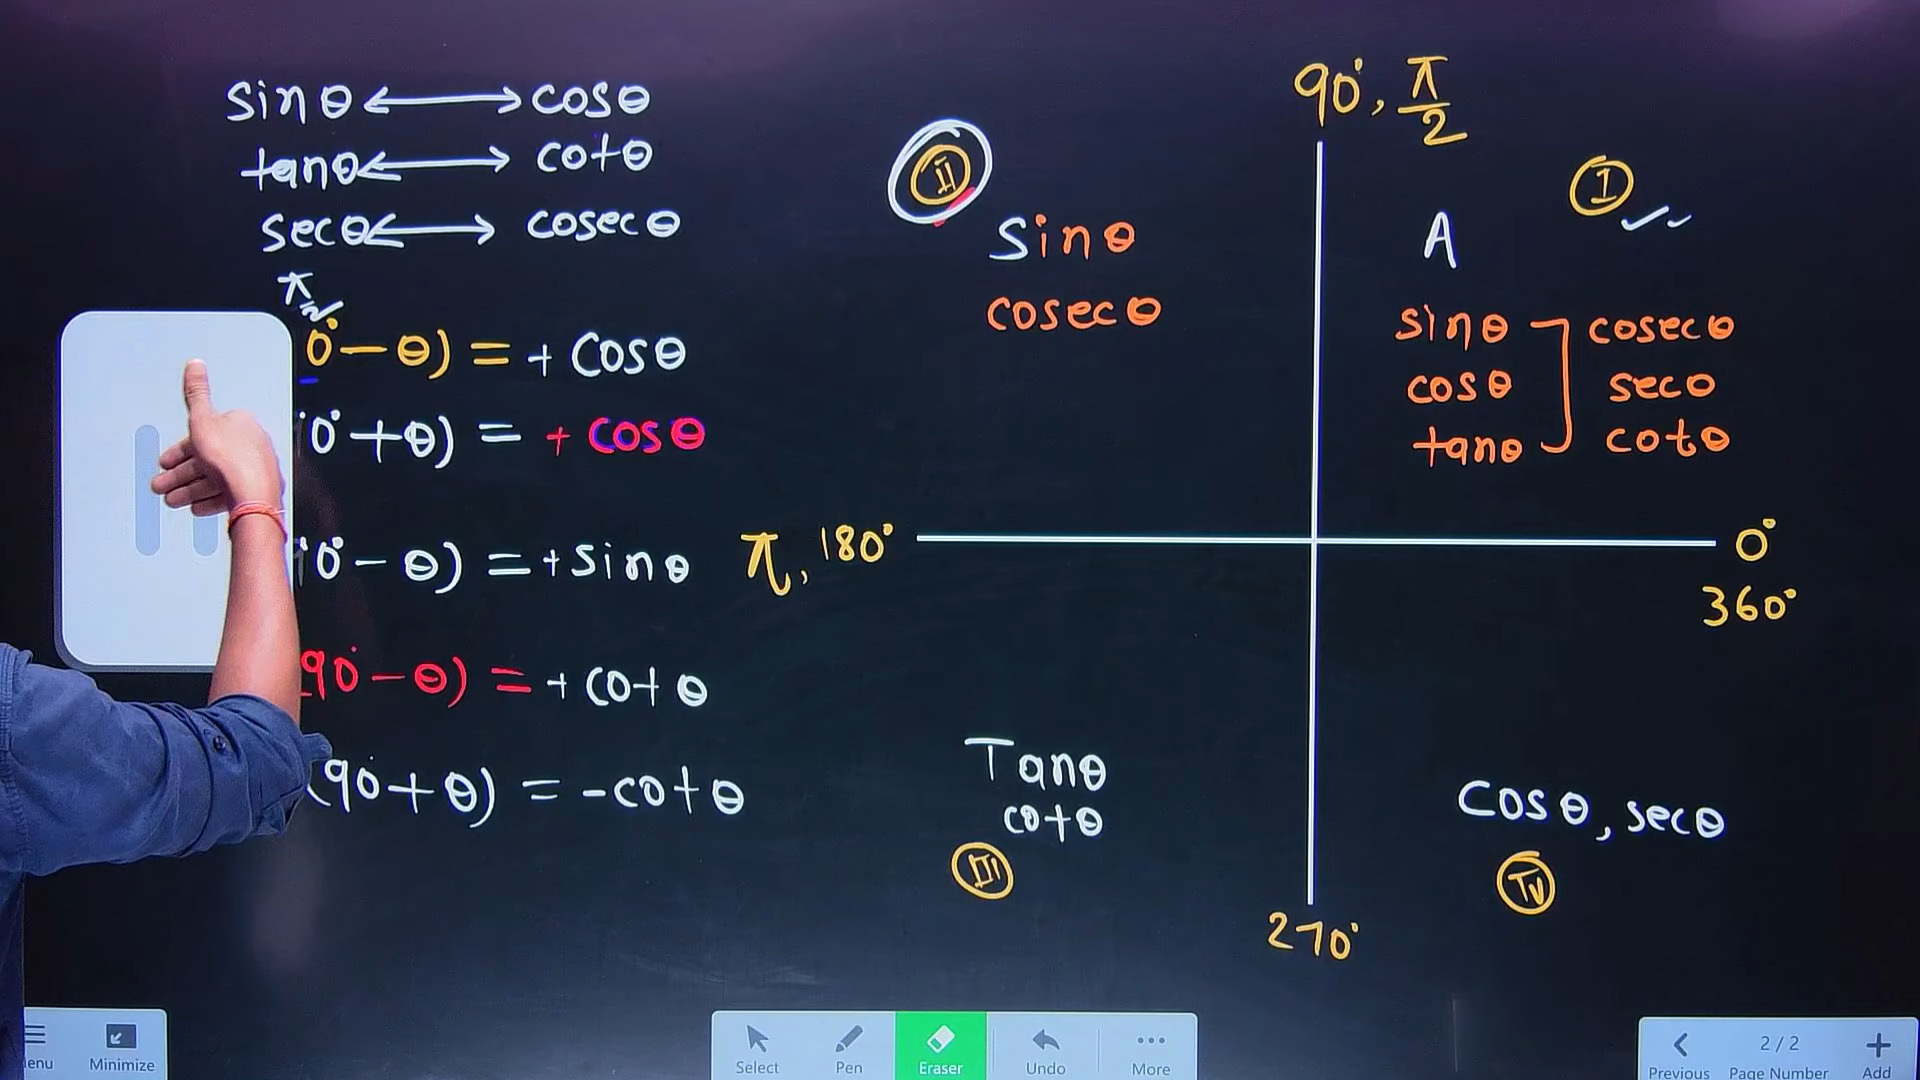 sinθ ⟷ cosθ
tanθ ⟷ cotθ
secθ ⟷ cosecθ
π/2
0° − θ) = + cosθ
0° + θ) = + cosθ
0° − θ) = + sinθ
(90° − θ) = + cotθ
(90° + θ) = − cotθ
90°, π/2
II
I
sinθ
cosecθ
A
sinθ cosecθ
cosθ secθ
tanθ cotθ
π, 180°
0°
360°
Tanθ
cotθ
III
cosθ, secθ
IV
270°
enu
Minimize
Select
Pen
Eraser
Undo
More
Previous
2 / 2
Page Number
Add